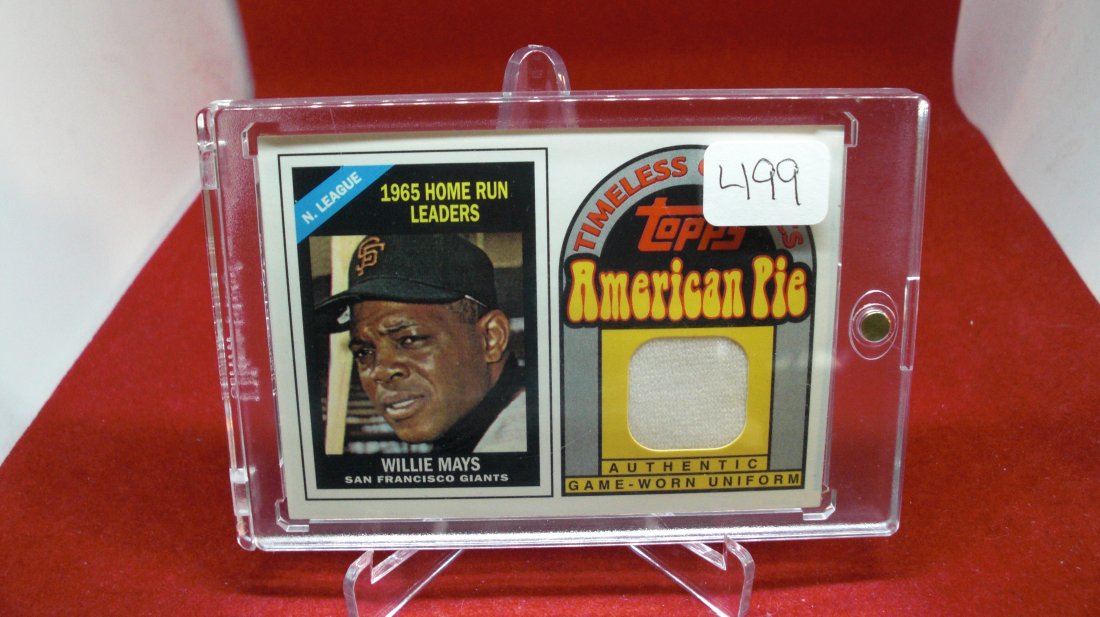 N. LEAGUE
1965 HOME RUN
LEADERS
SF
WILLIE MAYS
SAN FRANCISCO GIANTS
TIMELESS
499
Topps
American Pie
AUTHENTIC
GAME-WORN UNIFORM